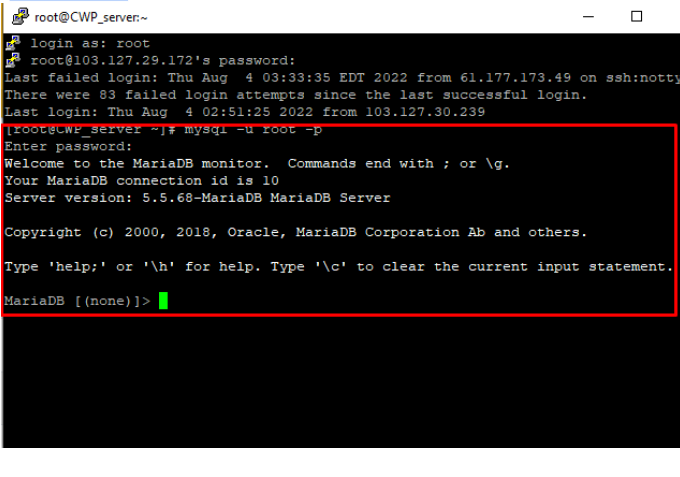 root@CWP_server:~
login as: root
root@103.127.29.172's password:
Last failed login: Thu Aug  4 03:33:35 EDT 2022 from 61.177.173.49 on ssh:notty
There were 83 failed login attempts since the last successful login.
Last login: Thu Aug  4 02:51:25 2022 from 103.127.30.239
[root@CWP_server ~]# mysql -u root -p
Enter password:
Welcome to the MariaDB monitor.  Commands end with ; or \g.
Your MariaDB connection id is 10
Server version: 5.5.68-MariaDB MariaDB Server
Copyright (c) 2000, 2018, Oracle, MariaDB Corporation Ab and others.
Type 'help;' or '\h' for help. Type '\c' to clear the current input statement.
MariaDB [(none)]>